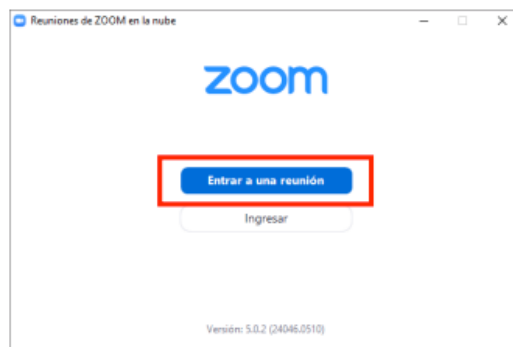 Reuniones de ZOOM en la nube
zoom
Entrar a una reunión
Ingresar
Versión: 5.0.2 (24046.0510)